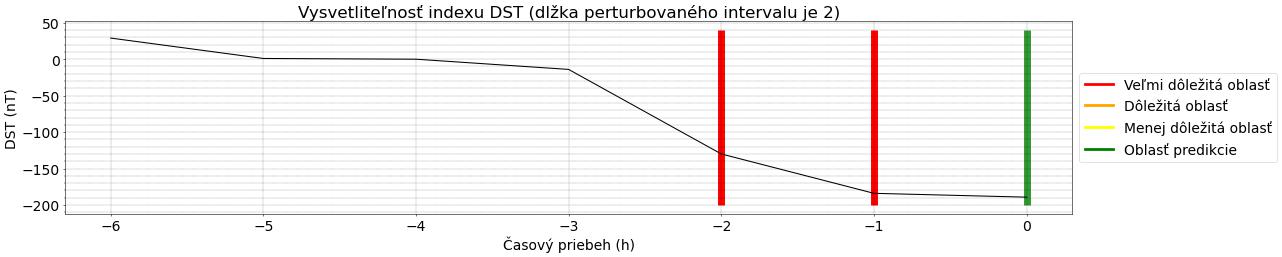 Vysvetliteľnosť indexu DST (dĺžka perturbovaného intervalu je 2)
50
0
−50
−100
−150
−200
DST (nT)
−6 −5 −4 −3 −2 −1 0
Časový priebeh (h)
Veľmi dôležitá oblasť
Dôležitá oblasť
Menej dôležitá oblasť
Oblasť predikcie